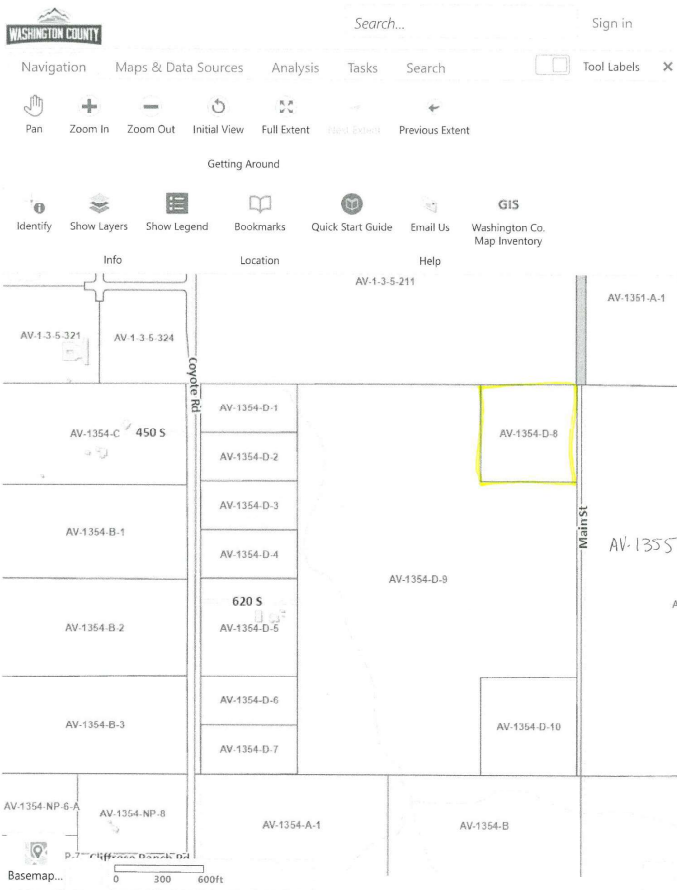 WASHINGTON COUNTY
Search...
Sign in
Navigation
Maps & Data Sources
Analysis
Tasks
Search
Tool Labels
Pan
Zoom In
Zoom Out
Initial View
Full Extent
Next Extent
Previous Extent
Getting Around
Identify
Show Layers
Show Legend
Bookmarks
Quick Start Guide
Email Us
GIS
Washington Co.
Map Inventory
Info
Location
Help
AV-1-3-5-211
AV-1351-A-1
AV-1-3-5-321
AV-1-3-5-324
Coyote Rd
AV-1354-D-1
AV-1354-C
450 S
AV-1354-D-8
AV-1354-D-2
AV-1354-D-3
Main St
AV-1354-B-1
AV-1355
AV-1354-D-4
AV-1354-D-9
620 S
A
AV-1354-B-2
AV-1354-D-5
AV-1354-D-6
AV-1354-B-3
AV-1354-D-10
AV-1354-D-7
AV-1354-NP-6-A
AV-1354-NP-8
AV-1354-A-1
AV-1354-B
P-7
Cliffrose Ranch Rd
Basemap...
0 300 600ft